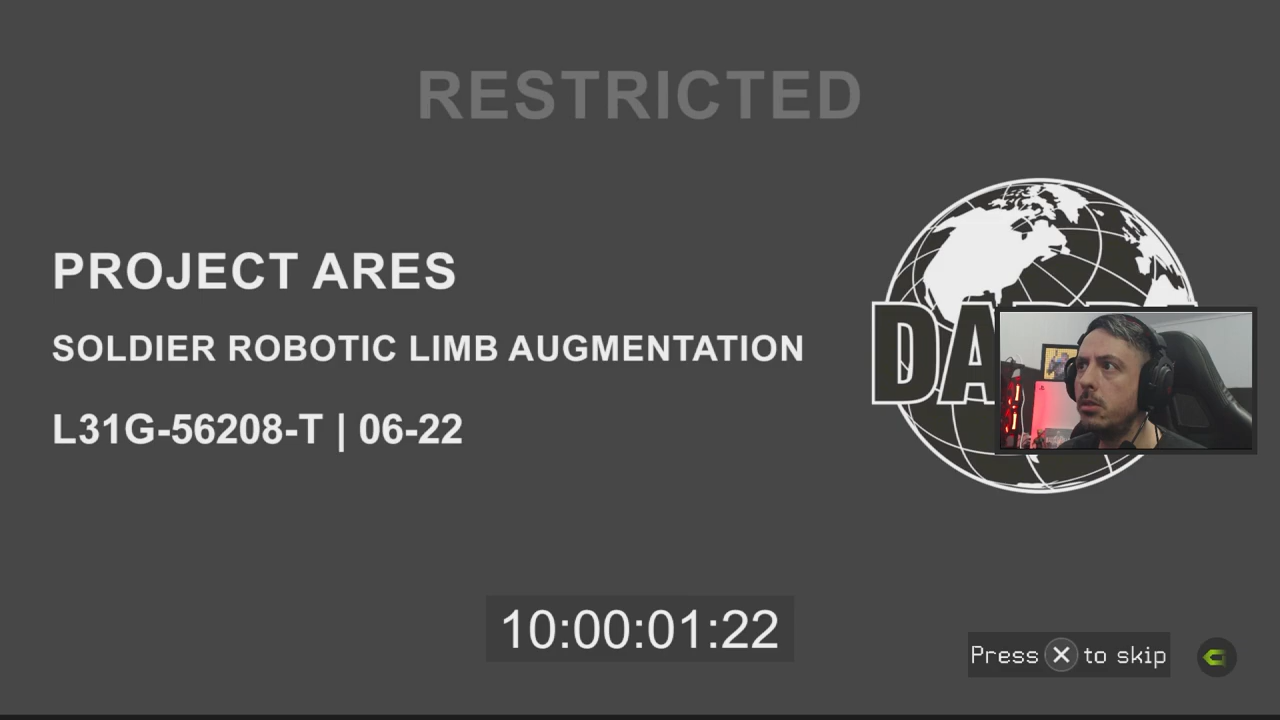 RESTRICTED
PROJECT ARES
SOLDIER ROBOTIC LIMB AUGMENTATION
L31G-56208-T | 06-22
10:00:01:22
Press X to skip